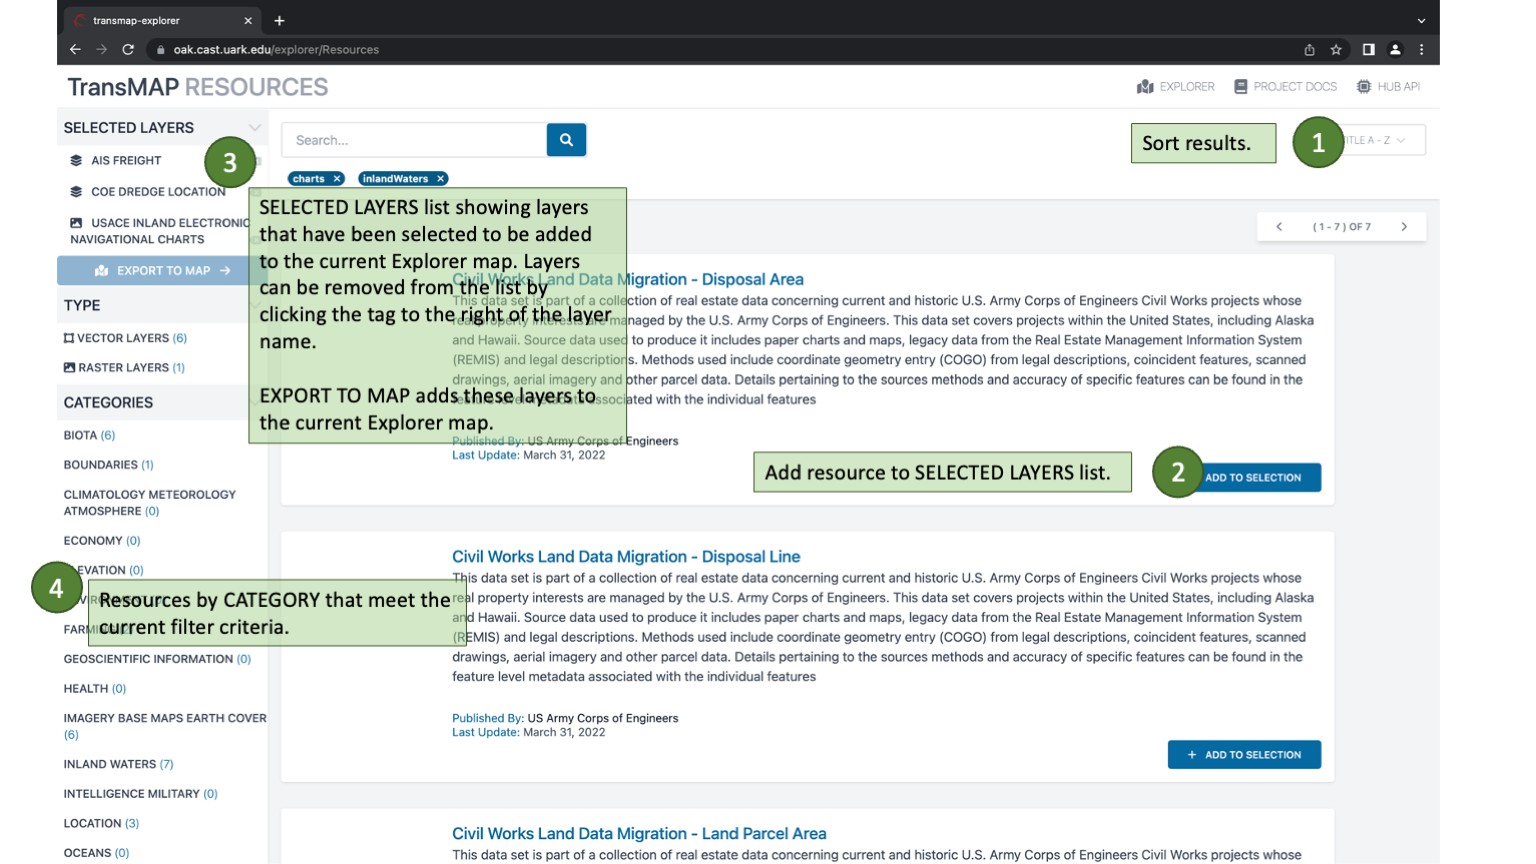 transmap-explorer
oak.cast.uark.edu/explorer/Resources
TransMAP RESOURCES
EXPLORER
PROJECT DOCS
HUB API
SELECTED LAYERS
AIS FREIGHT
COE DREDGE LOCATION
USACE INLAND ELECTRONIC
NAVIGATIONAL CHARTS
EXPORT TO MAP →
TYPE
VECTOR LAYERS (6)
RASTER LAYERS (1)
CATEGORIES
BIOTA (6)
BOUNDARIES (1)
CLIMATOLOGY METEOROLOGY
ATMOSPHERE (0)
ECONOMY (0)
(0)
FARMING
GEOSCIENTIFIC INFORMATION (0)
HEALTH (0)
IMAGERY BASE MAPS EARTH COVER
(6)
INLAND WATERS (7)
INTELLIGENCE MILITARY (0)
LOCATION (3)
OCEANS (0)
3
SELECTED LAYERS list showing layers
that have been selected to be added
to the current Explorer map. Layers
can be removed from the list by
clicking the tag to the right of the layer
name.
EXPORT TO MAP adds these layers to
the current Explorer map.
4
Resources by CATEGORY that meet the
current filter criteria.
Search...
charts ×
inlandWaters ×
Sort results.
1
A - Z
( 1 - 7 ) OF 7
Civil Works Land Data Migration - Disposal Area
This data set is part of a collection of real estate data concerning current and historic U.S. Army Corps of Engineers Civil Works projects whose
real property interests are managed by the U.S. Army Corps of Engineers. This data set covers projects within the United States, including Alaska
and Hawaii. Source data used to produce it includes paper charts and maps, legacy data from the Real Estate Management Information System
(REMIS) and legal descriptions. Methods used include coordinate geometry entry (COGO) from legal descriptions, coincident features, scanned
drawings, aerial imagery and other parcel data. Details pertaining to the sources methods and accuracy of specific features can be found in the
feature level metadata associated with the individual features
Published By: US Army Corps of Engineers
Last Update: March 31, 2022
Add resource to SELECTED LAYERS list.
2
ADD TO SELECTION
Civil Works Land Data Migration - Disposal Line
This data set is part of a collection of real estate data concerning current and historic U.S. Army Corps of Engineers Civil Works projects whose
real property interests are managed by the U.S. Army Corps of Engineers. This data set covers projects within the United States, including Alaska
and Hawaii. Source data used to produce it includes paper charts and maps, legacy data from the Real Estate Management Information System
(REMIS) and legal descriptions. Methods used include coordinate geometry entry (COGO) from legal descriptions, coincident features, scanned
drawings, aerial imagery and other parcel data. Details pertaining to the sources methods and accuracy of specific features can be found in the
feature level metadata associated with the individual features
Published By: US Army Corps of Engineers
Last Update: March 31, 2022
+ ADD TO SELECTION
Civil Works Land Data Migration - Land Parcel Area
This data set is part of a collection of real estate data concerning current and historic U.S. Army Corps of Engineers Civil Works projects whose